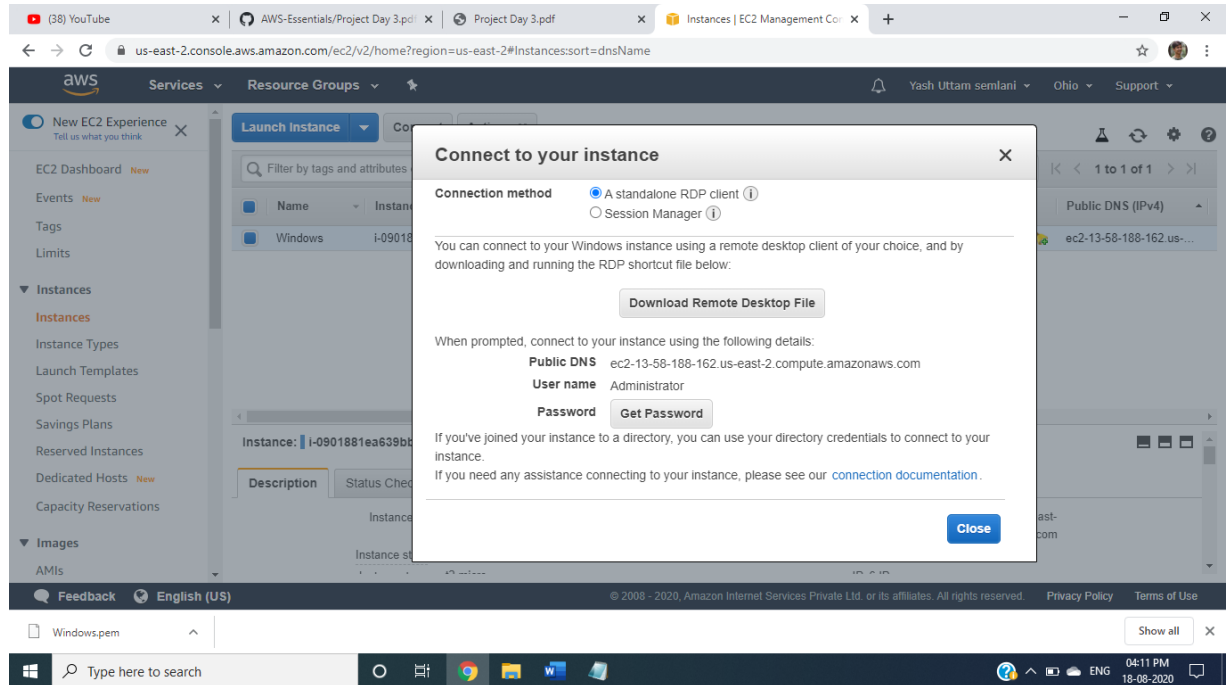 (38) YouTube
AWS-Essentials/Project Day 3.pdf
Project Day 3.pdf
Instances | EC2 Management Con
us-east-2.console.aws.amazon.com/ec2/v2/home?region=us-east-2#Instances:sort=dnsName
aws Services Resource Groups Yash Uttam semlani Ohio Support
New EC2 Experience
Tell us what you think
EC2 Dashboard New
Events New
Tags
Limits
Instances
Instances
Instance Types
Launch Templates
Spot Requests
Savings Plans
Reserved Instances
Dedicated Hosts New
Capacity Reservations
Images
AMIs
Launch Instance
Filter by tags and attributes
1 to 1 of 1
Name
Public DNS (IPv4)
Windows i-09018
ec2-13-58-188-162.us-...
Instance: i-0901881ea639bb
Description Status Chec
Instance
Instance st
ast-
com
Connect to your instance
Connection method
A standalone RDP client
Session Manager
You can connect to your Windows instance using a remote desktop client of your choice, and by
downloading and running the RDP shortcut file below:
Download Remote Desktop File
When prompted, connect to your instance using the following details:
Public DNS ec2-13-58-188-162.us-east-2.compute.amazonaws.com
User name Administrator
Password Get Password
If you've joined your instance to a directory, you can use your directory credentials to connect to your
instance.
If you need any assistance connecting to your instance, please see our connection documentation.
Close
Feedback English (US) © 2008 - 2020, Amazon Internet Services Private Ltd. or its affiliates. All rights reserved. Privacy Policy Terms of Use
Windows.pem Show all
Type here to search
ENG
04:11 PM
18-08-2020